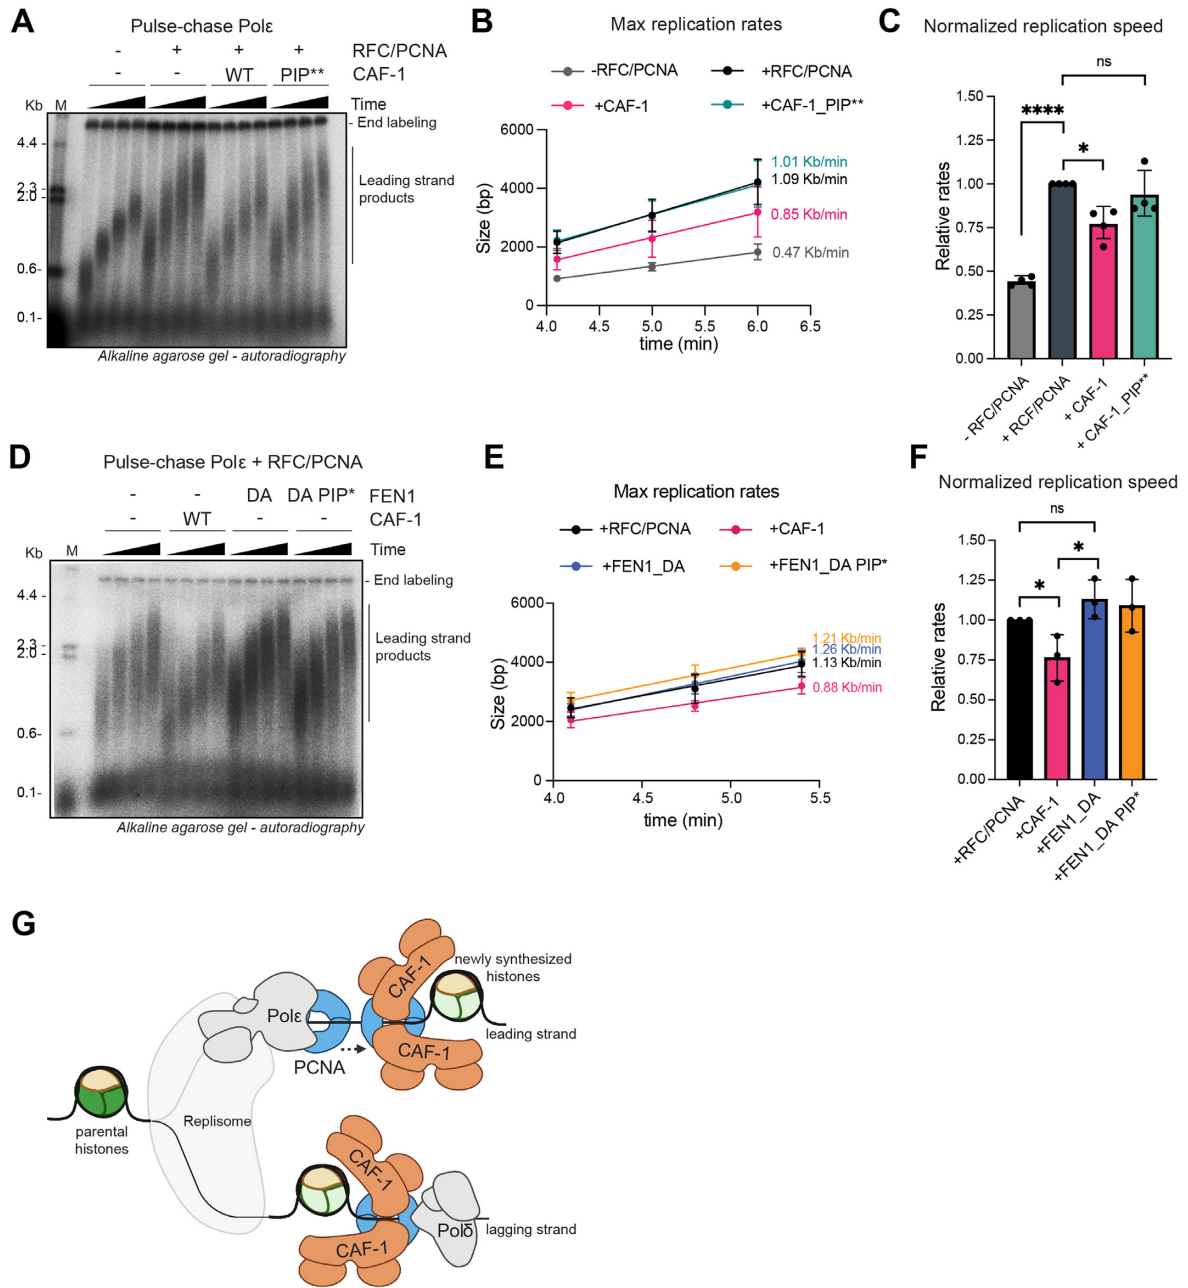 A
Pulse-chase Polε
- + + + RFC/PCNA
- - WT PIP** CAF-1
Kb M Time
End labeling
4.4
2.3
2.0
Leading strand
products
0.6
0.1
Alkaline agarose gel - autoradiography
B
Max replication rates
-RFC/PCNA +RFC/PCNA
+CAF-1 +CAF-1_PIP**
Size (bp)
6000
4000
2000
0
1.01 Kb/min
1.09 Kb/min
0.85 Kb/min
0.47 Kb/min
4.0 4.5 5.0 5.5 6.0 6.5
time (min)
C
Normalized replication speed
ns
****
*
Relative rates
1.50
1.25
1.00
0.75
0.50
0.25
0.00
- RFC/PCNA
+ RCF/PCNA
+ CAF-1
+ CAF-1_PIP**
D
Pulse-chase Polε + RFC/PCNA
- - DA DA PIP* FEN1
- WT - - CAF-1
Kb M Time
End labeling
4.4
2.3
2.0
Leading strand
products
0.6
0.1
Alkaline agarose gel - autoradiography
E
Max replication rates
+RFC/PCNA +CAF-1
+FEN1_DA +FEN1_DA PIP*
Size (bp)
6000
4000
2000
0
1.21 Kb/min
1.26 Kb/min
1.13 Kb/min
0.88 Kb/min
4.0 4.5 5.0 5.5
time (min)
F
Normalized replication speed
ns
*
*
Relative rates
1.50
1.25
1.00
0.75
0.50
0.25
0.00
+RFC/PCNA
+CAF-1
+FEN1_DA
+FEN1_DA PIP*
G
CAF-1
newly synthesized
histones
Polε
leading strand
CAF-1
PCNA
Replisome
parental
histones
CAF-1
Polδ
lagging strand
CAF-1